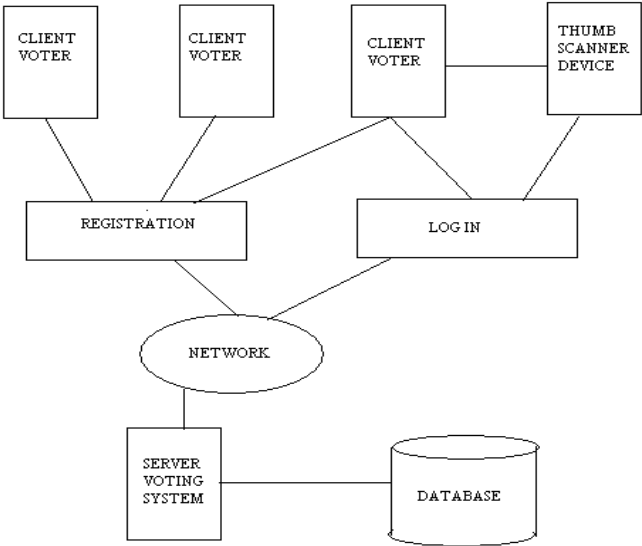 CLIENT
VOTER
CLIENT
VOTER
CLIENT
VOTER
THUMB
SCANNER
DEVICE
REGISTRATION
LOG IN
NETWORK
SERVER
VOTING
SYSTEM
DATABASE